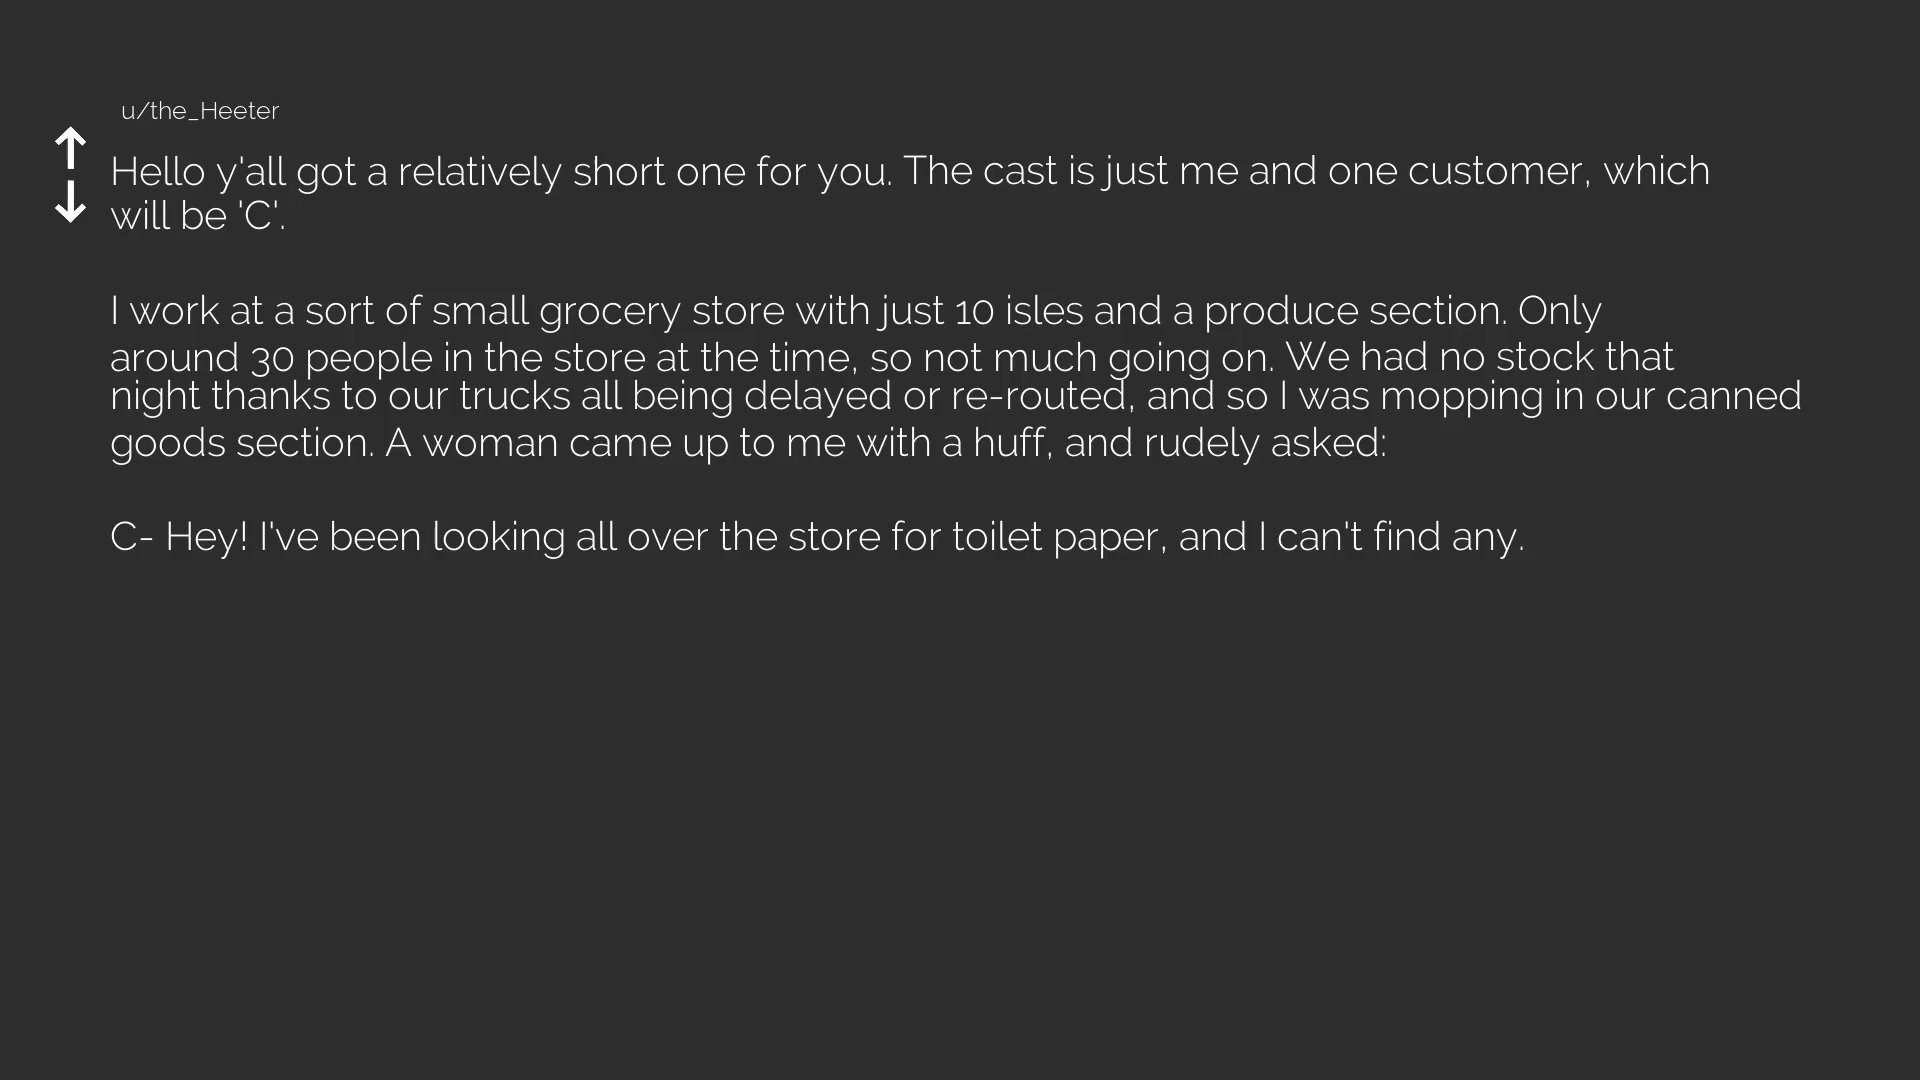 u/the_Heeter
Hello y'all got a relatively short one for you. The cast is just me and one customer, which
will be 'C'.
I work at a sort of small grocery store with just 10 isles and a produce section. Only
around 30 people in the store at the time, so not much going on. We had no stock that
night thanks to our trucks all being delayed or re-routed, and so I was mopping in our canned
goods section. A woman came up to me with a huff, and rudely asked:
C- Hey! I've been looking all over the store for toilet paper, and I can't find any.